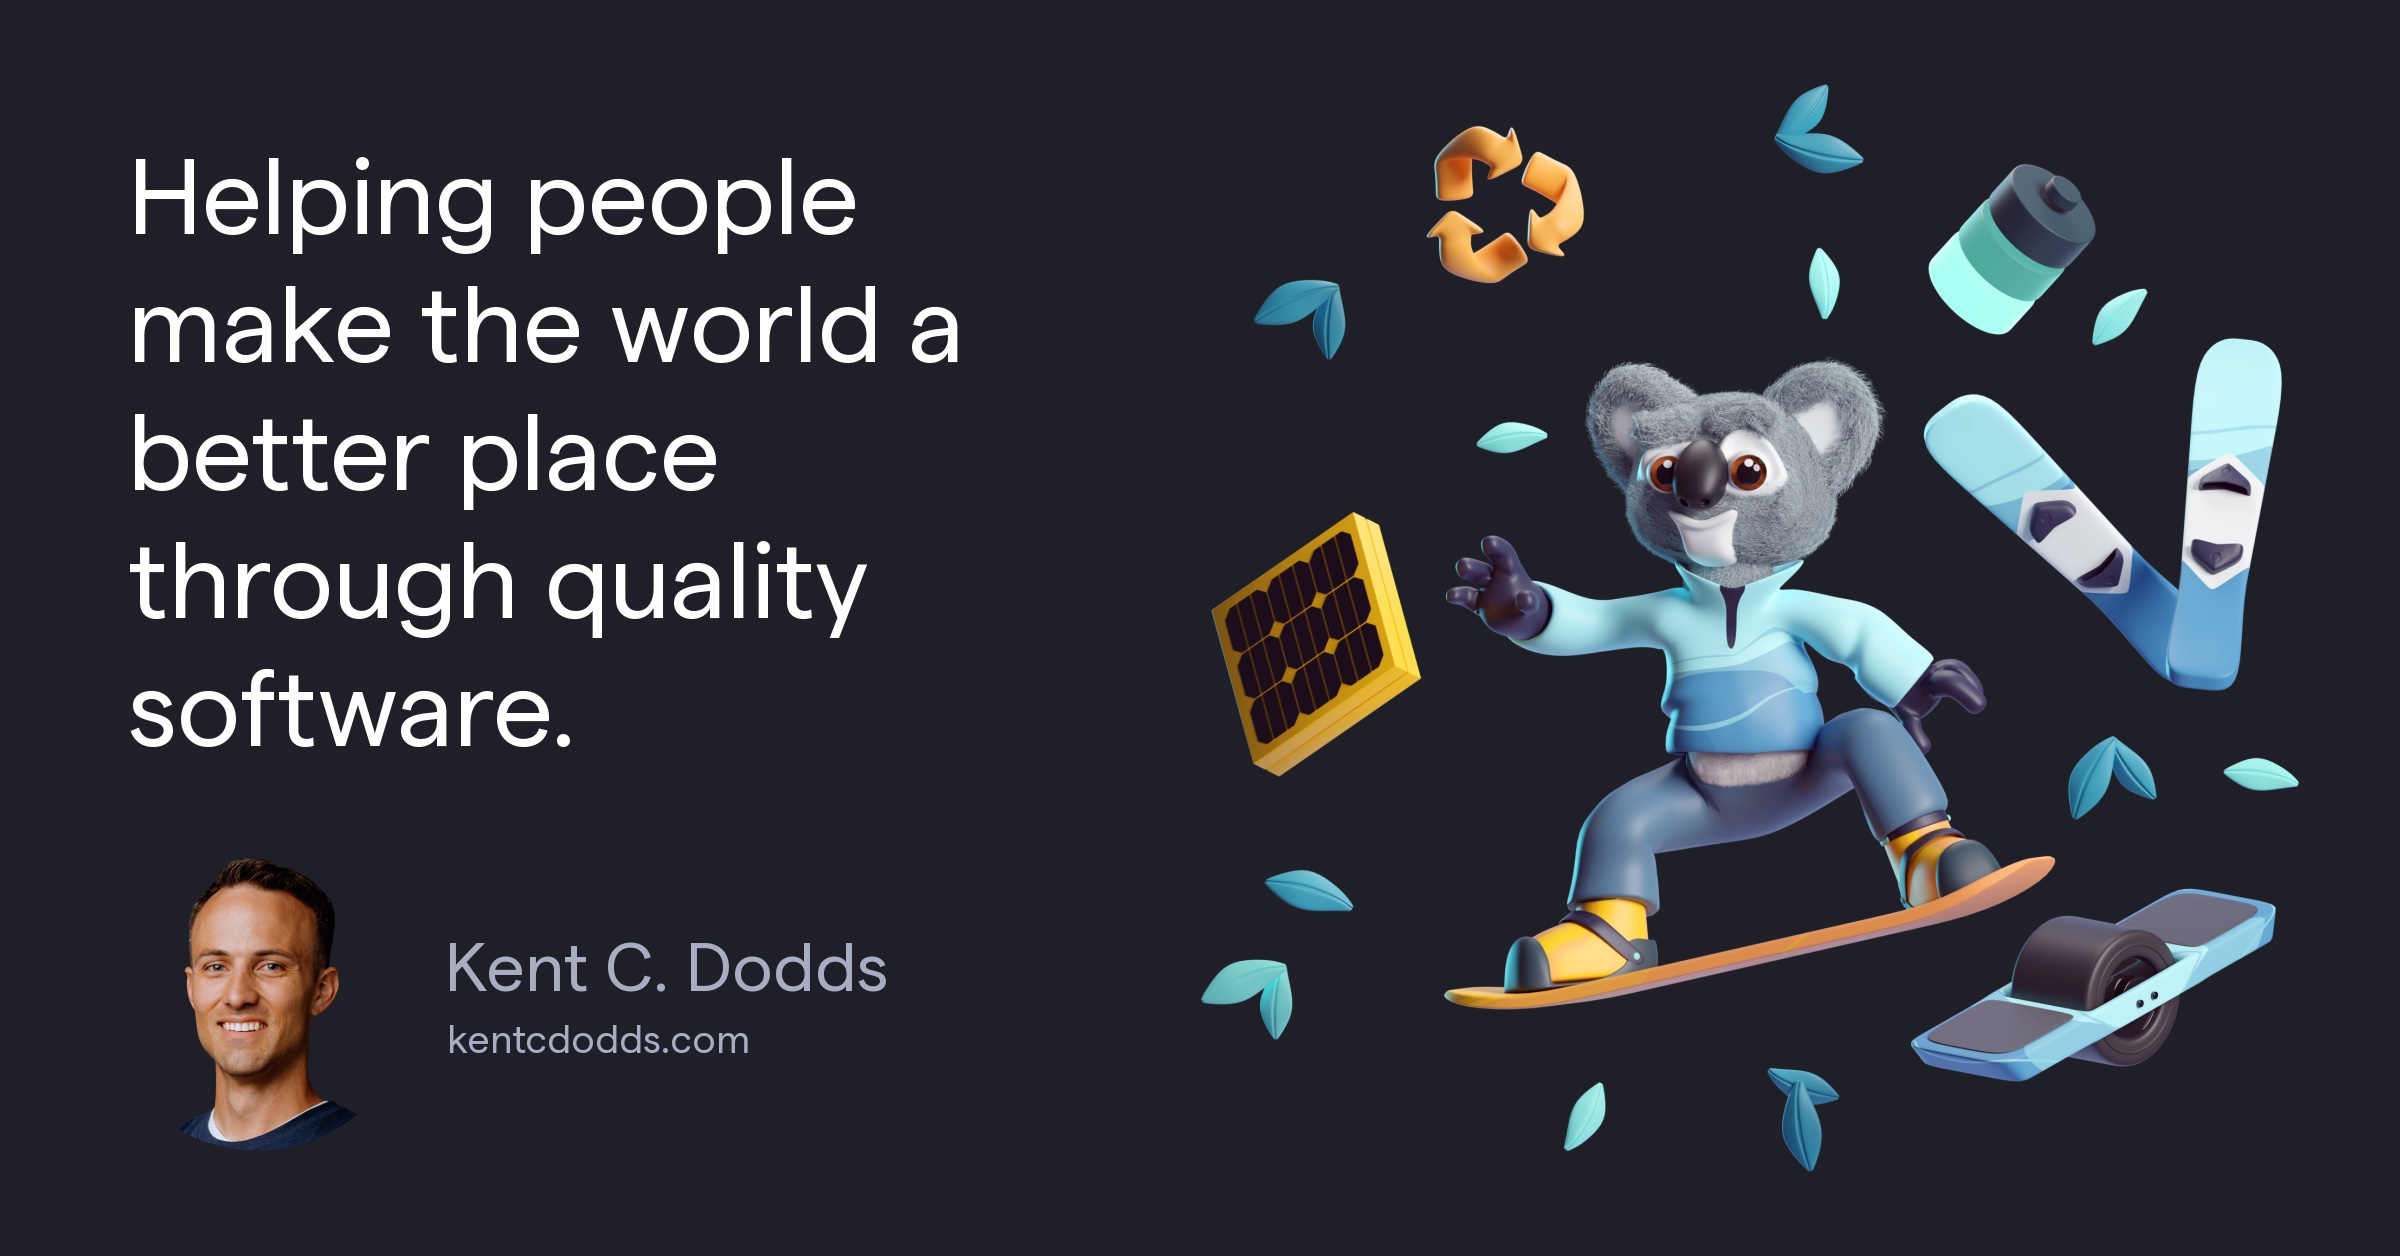 Helping people
make the world a
better place
through quality
software.
Kent C. Dodds
kentcdodds.com